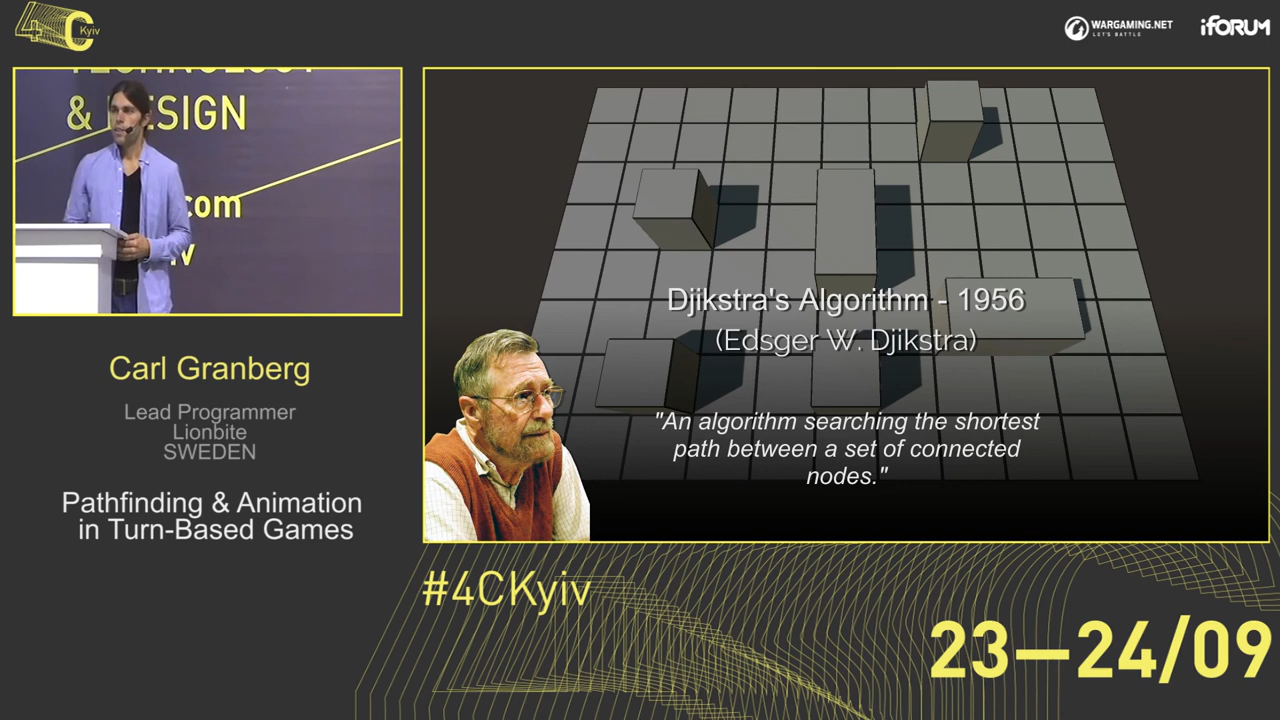 4C Kyiv
WARGAMING.NET
LET'S BATTLE
iFORUM
TECHNOLOGY
& DESIGN
.com
Carl Granberg
Lead Programmer
Lionbite
SWEDEN
Pathfinding & Animation
in Turn-Based Games
Djikstra's Algorithm - 1956
(Edsger W. Djikstra)
"An algorithm searching the shortest
path between a set of connected
nodes."
#4CKyiv
23—24/09